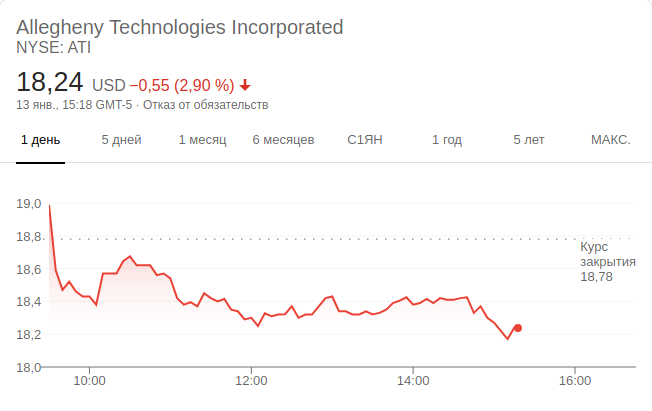 Allegheny Technologies Incorporated
NYSE: ATI
18,24 USD −0,55 (2,90 %)
13 янв., 15:18 GMT-5 · Отказ от обязательств
1 день 5 дней 1 месяц 6 месяцев С1ЯН 1 год 5 лет МАКС.
19,0
18,8
Курс
закрытия
18,6
18,78
18,4
18,2
18,0
10:00 12:00 14:00 16:00